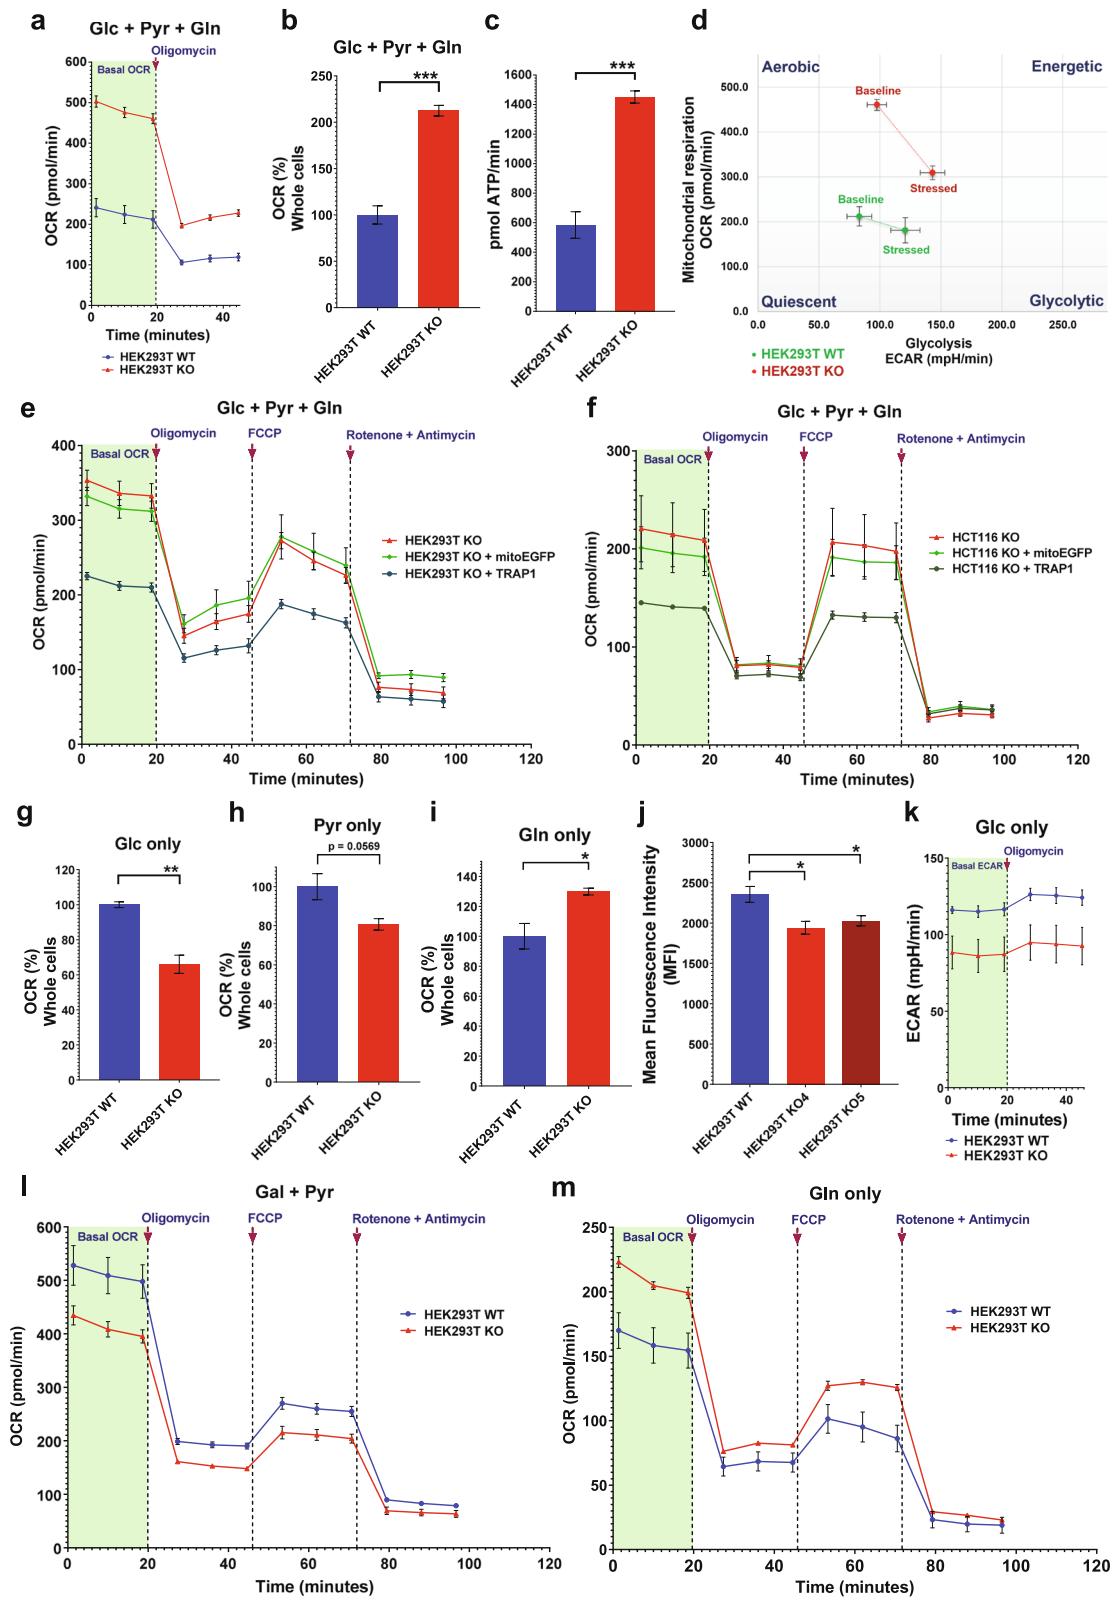 a
Glc + Pyr + Gln
Oligomycin
Basal OCR
OCR (pmol/min)
600
500
400
300
200
100
0
0 20 40
Time (minutes)
HEK293T WT
HEK293T KO
b
Glc + Pyr + Gln
***
OCR (%)
Whole cells
250
225
200
175
150
125
100
75
50
25
0
HEK293T WT
HEK293T KO
c
***
pmol ATP/min
1600
1400
1200
1000
800
600
400
200
0
HEK293T WT
HEK293T KO
d
Aerobic
Energetic
Baseline
Stressed
Baseline
Stressed
Quiescent
Glycolytic
Mitochondrial respiration
OCR (pmol/min)
500.0
400.0
300.0
200.0
100.0
0.0
0.0 50.0 100.0 150.0 200.0 250.0
Glycolysis
ECAR (mpH/min)
HEK293T WT
HEK293T KO
e
Glc + Pyr + Gln
Oligomycin
FCCP
Rotenone + Antimycin
Basal OCR
OCR (pmol/min)
400
300
200
100
0
0 20 40 60 80 100 120
Time (minutes)
HEK293T KO
HEK293T KO + mitoEGFP
HEK293T KO + TRAP1
f
Glc + Pyr + Gln
Oligomycin
FCCP
Rotenone + Antimycin
Basal OCR
OCR (pmol/min)
300
200
100
0
0 20 40 60 80 100 120
Time (minutes)
HCT116 KO
HCT116 KO + mitoEGFP
HCT116 KO + TRAP1
g
Glc only
**
OCR (%)
Whole cells
120
100
80
60
40
20
0
HEK293T WT
HEK293T KO
h
Pyr only
p = 0.0569
OCR (%)
Whole cells
100
80
60
40
20
0
HEK293T WT
HEK293T KO
i
Gln only
*
OCR (%)
Whole cells
140
120
100
80
60
40
20
0
HEK293T WT
HEK293T KO
j
*
*
Mean Fluorescence Intensity
(MFI)
3000
2500
2000
1500
1000
500
0
HEK293T WT
HEK293T KO4
HEK293T KO5
k
Glc only
Oligomycin
Basal ECAR
ECAR (mpH/min)
150
100
50
0
0 20 40
Time (minutes)
HEK293T WT
HEK293T KO
l
Gal + Pyr
Oligomycin
FCCP
Rotenone + Antimycin
Basal OCR
OCR (pmol/min)
600
500
400
300
200
100
0
0 20 40 60 80 100 120
Time (minutes)
HEK293T WT
HEK293T KO
m
Gln only
Oligomycin
FCCP
Rotenone + Antimycin
Basal OCR
OCR (pmol/min)
250
200
150
100
50
0
0 20 40 60 80 100 120
Time (minutes)
HEK293T WT
HEK293T KO